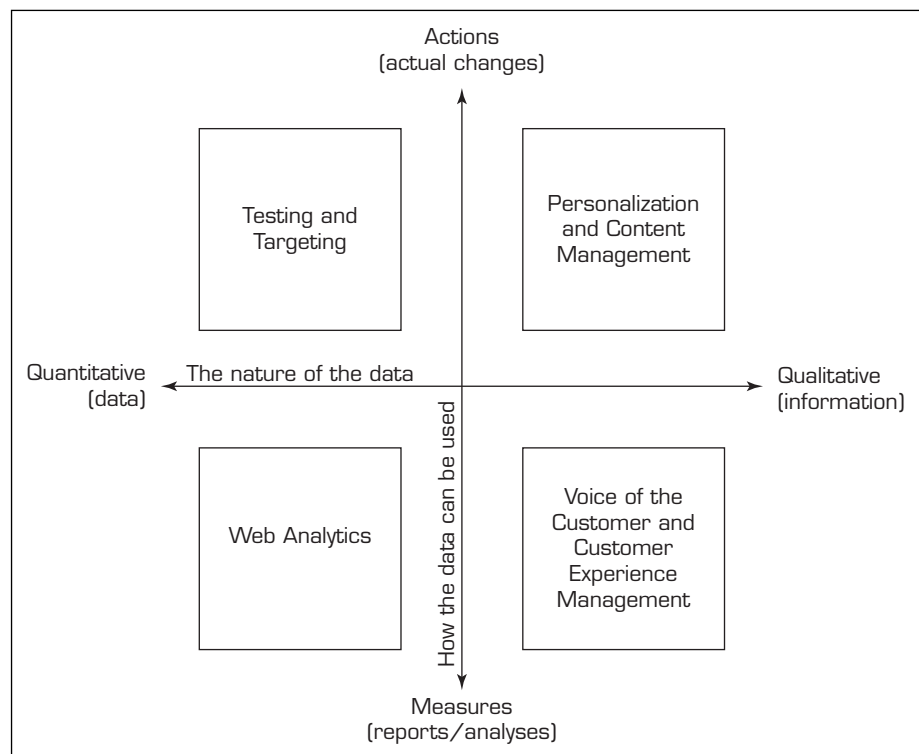 Actions
(actual changes)
Testing and
Targeting
Personalization
and Content
Management
Quantitative
(data)
The nature of the data
Qualitative
(information)
How the data can be used
Web Analytics
Voice of the
Customer and
Customer
Experience
Management
Measures
(reports/analyses)